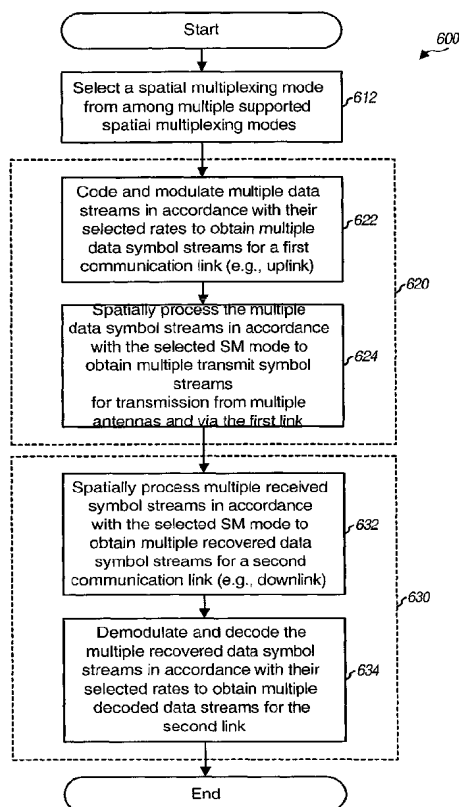 Start
600
Select a spatial multiplexing mode
from among multiple supported
spatial multiplexing modes
612
Code and modulate multiple data
streams in accordance with their
selected rates to obtain multiple
data symbol streams for a first
communication link (e.g., uplink)
622
620
Spatially process the multiple
data symbol streams in accordance
with the selected SM mode to
obtain multiple transmit symbol
streams
for transmission from multiple
antennas and via the first link
624
Spatially process multiple received
symbol streams in accordance
with the selected SM mode to
obtain multiple recovered data
symbol streams for a second
communication link (e.g., downlink)
632
630
Demodulate and decode the
multiple recovered data symbol
streams in accordance with their
selected rates to obtain multiple
decoded data streams for the
second link
634
End